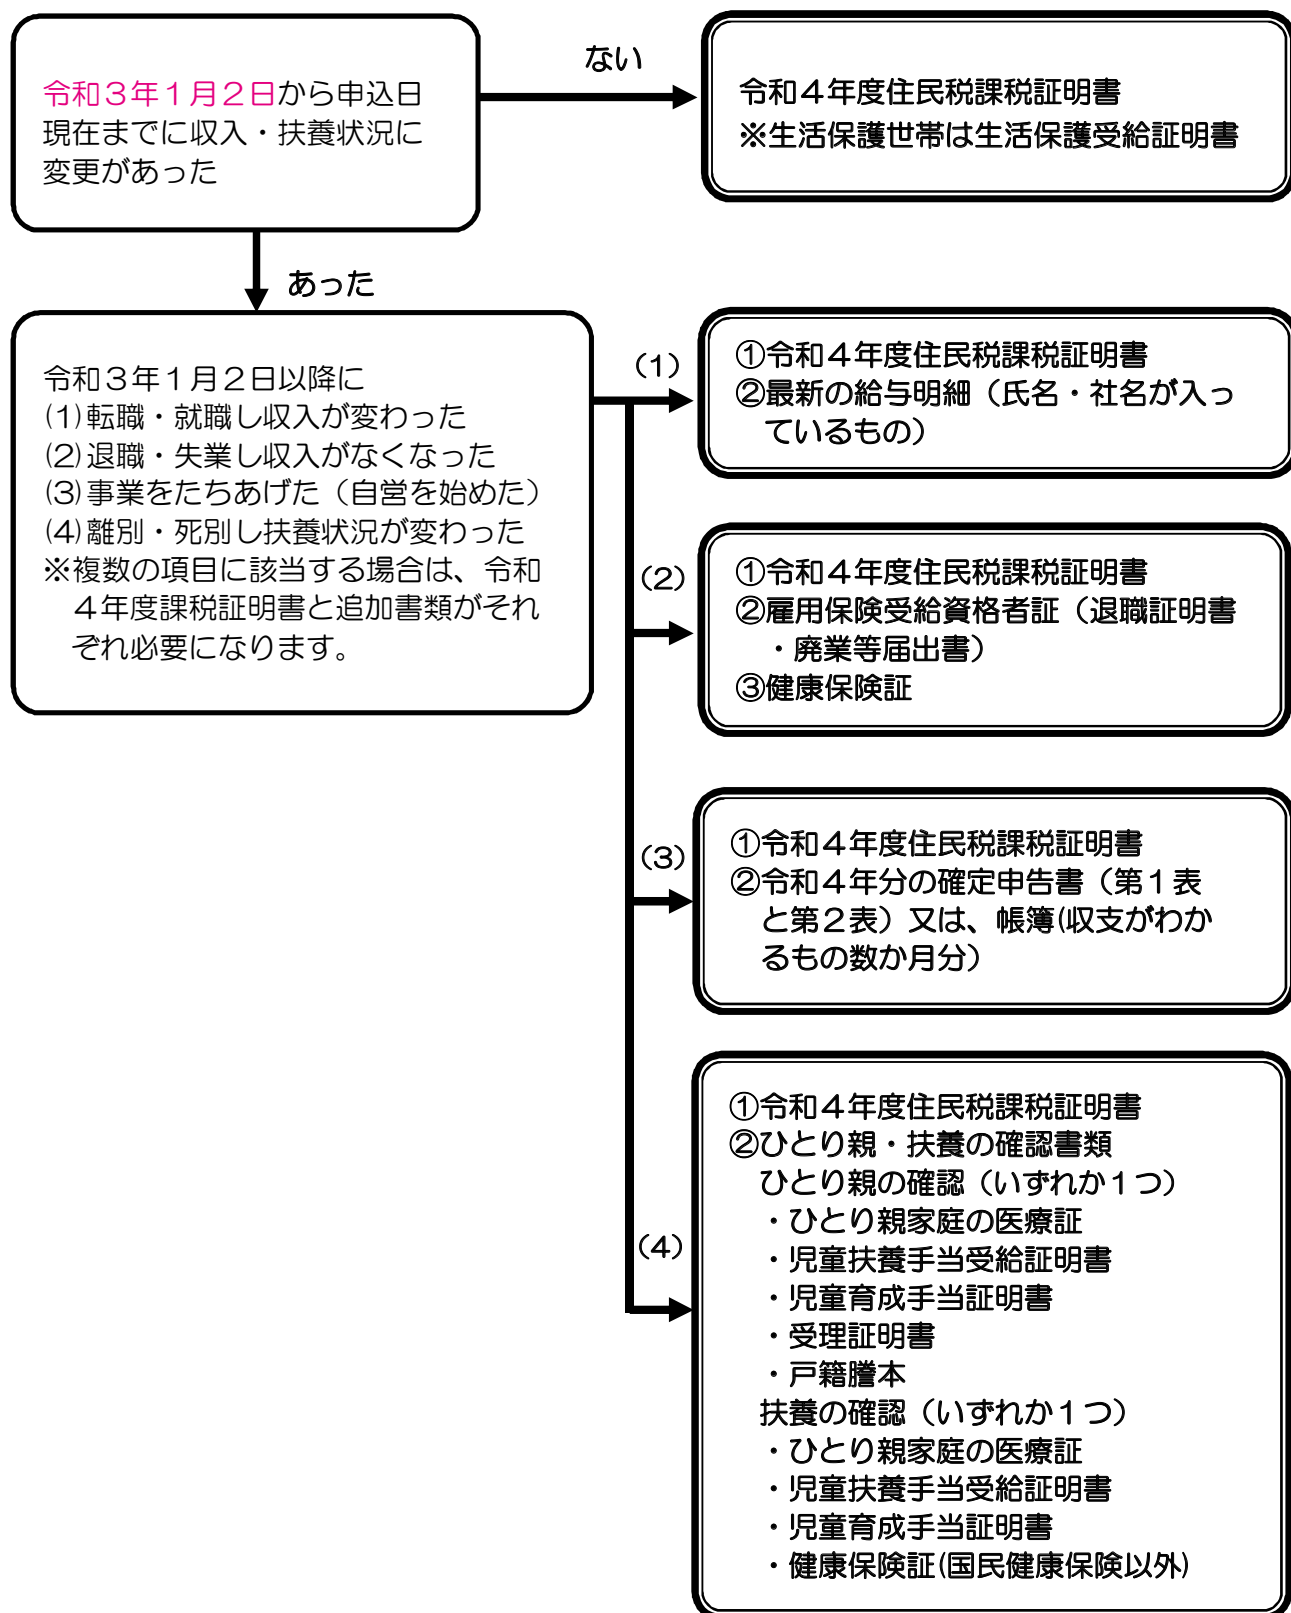 令和３年１月２日から申込日
現在までに収入・扶養状況に
変更があった
ない
令和４年度住民税課税証明書
※生活保護世帯は生活保護受給証明書
あった
令和３年１月２日以降に
(1)転職・就職し収入が変わった
(2)退職・失業し収入がなくなった
(3)事業をたちあげた（自営を始めた）
(4)離別・死別し扶養状況が変わった
※複数の項目に該当する場合は、令和
４年度課税証明書と追加書類がそれ
ぞれ必要になります。
(1)
①令和４年度住民税課税証明書
②最新の給与明細（氏名・社名が入っ
ているもの）
(2)
①令和４年度住民税課税証明書
②雇用保険受給資格者証（退職証明書
・廃業等届出書）
③健康保険証
(3)
①令和４年度住民税課税証明書
②令和４年分の確定申告書（第１表
と第２表）又は、帳簿(収支がわか
るもの数か月分）
(4)
①令和４年度住民税課税証明書
②ひとり親・扶養の確認書類
ひとり親の確認（いずれか１つ）
・ひとり親家庭の医療証
・児童扶養手当受給証明書
・児童育成手当証明書
・受理証明書
・戸籍謄本
扶養の確認（いずれか１つ）
・ひとり親家庭の医療証
・児童扶養手当受給証明書
・児童育成手当証明書
・健康保険証(国民健康保険以外)